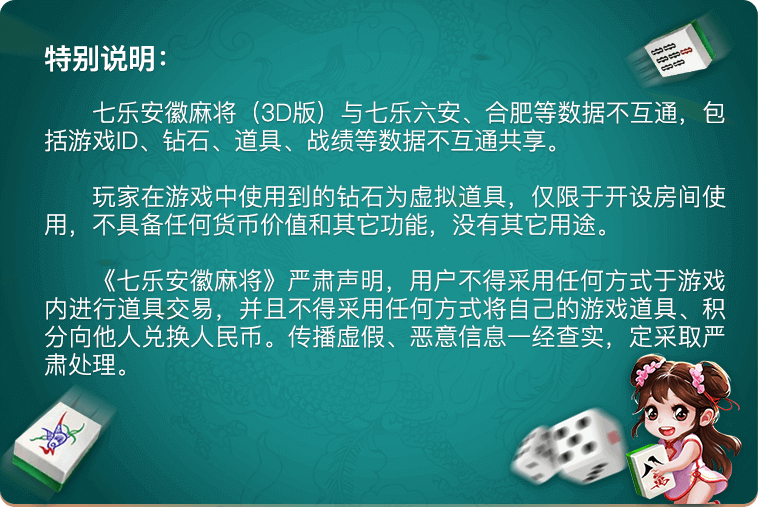 特别说明：
七乐安徽麻将（3D版）与七乐六安、合肥等数据不互通，包
括游戏ID、钻石、道具、战绩等数据不互通共享。
玩家在游戏中使用到的钻石为虚拟道具，仅限于开设房间使
用，不具备任何货币价值和其它功能，没有其它用途。
《七乐安徽麻将》严肃声明，用户不得采用任何方式于游戏
内进行道具交易，并且不得采用任何方式将自己的游戏道具、积
分向他人兑换人民币。传播虚假、恶意信息一经查实，定采取严
肃处理。
八
萬